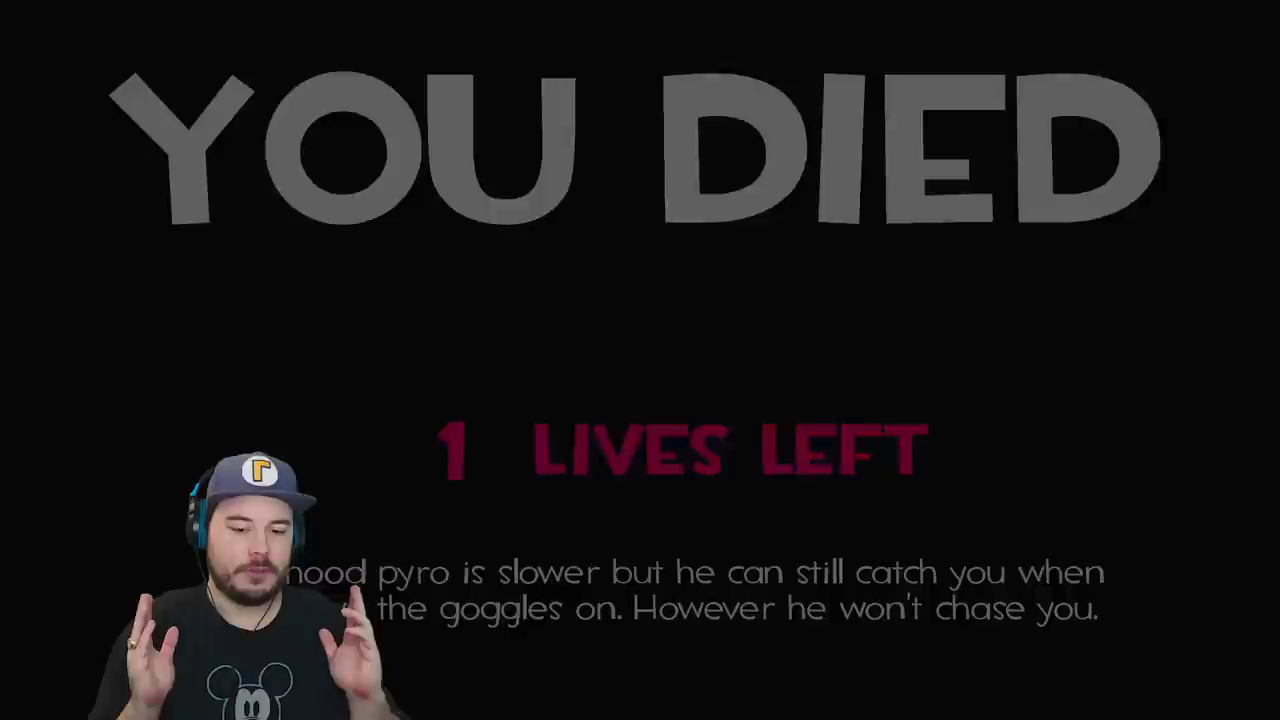 YOU DIED
1 LIVES LEFT
hood pyro is slower but he can still catch you when
the goggles on. However he won't chase you.